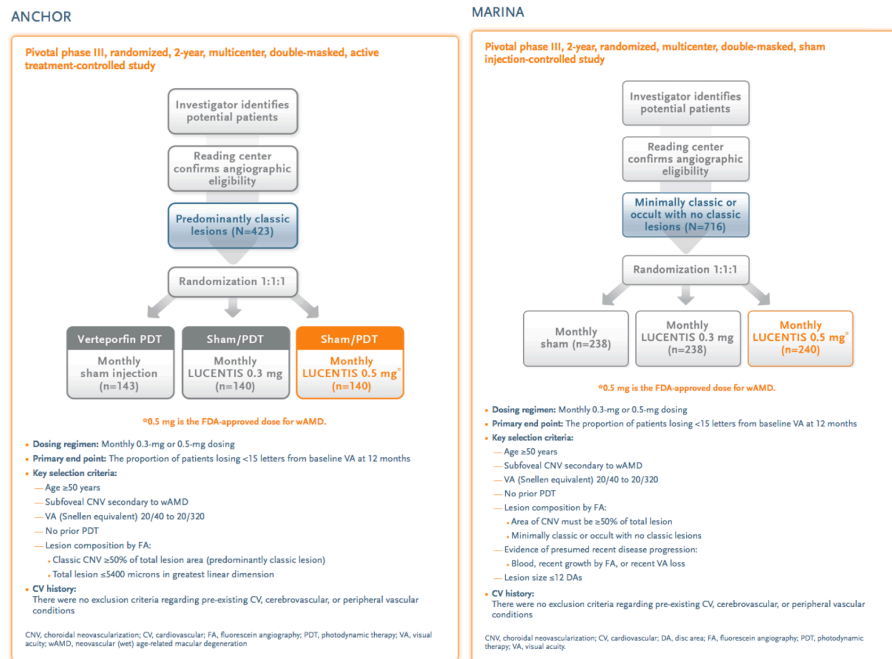 ANCHOR
Pivotal phase III, randomized, 2-year, multicenter, double-masked, active
treatment-controlled study
Investigator identifies
potential patients
Reading center
confirms angiographic
eligibility
Predominantly classic
lesions (N=423)
Randomization 1:1:1
Verteporfin PDT
Monthly
sham injection
(n=143)
Sham/PDT
Monthly
LUCENTIS 0.3 mg
(n=140)
Sham/PDT
Monthly
LUCENTIS 0.5 mg*
(n=140)
*0.5 mg is the FDA-approved dose for wAMD.
• Dosing regimen: Monthly 0.3-mg or 0.5-mg dosing
• Primary end point: The proportion of patients losing <15 letters from baseline VA at 12 months
• Key selection criteria:
— Age ≥50 years
— Subfoveal CNV secondary to wAMD
— VA (Snellen equivalent) 20/40 to 20/320
— No prior PDT
— Lesion composition by FA:
• Classic CNV ≥50% of total lesion area (predominantly classic lesion)
• Total lesion ≤5400 microns in greatest linear dimension
• CV history:
There were no exclusion criteria regarding pre-existing CV, cerebrovascular, or peripheral vascular
conditions
CNV, choroidal neovascularization; CV, cardiovascular; FA, fluorescein angiography; PDT, photodynamic therapy; VA, visual
acuity; wAMD, neovascular (wet) age-related macular degeneration
MARINA
Pivotal phase III, 2-year, randomized, multicenter, double-masked, sham
injection-controlled study
Investigator identifies
potential patients
Reading center
confirms angiographic
eligibility
Minimally classic or
occult with no classic
lesions (N=716)
Randomization 1:1:1
Monthly
sham (n=238)
Monthly
LUCENTIS 0.3 mg
(n=238)
Monthly
LUCENTIS 0.5 mg*
(n=240)
*0.5 mg is the FDA-approved dose for wAMD.
• Dosing regimen: Monthly 0.3-mg or 0.5-mg dosing
• Primary end point: The proportion of patients losing <15 letters from baseline VA at 12 months
• Key selection criteria:
— Age ≥50 years
— Subfoveal CNV secondary to wAMD
— VA (Snellen equivalent) 20/40 to 20/320
— No prior PDT
— Lesion composition by FA:
• Area of CNV must be ≥50% of total lesion
• Minimally classic or occult with no classic lesions
— Evidence of presumed recent disease progression:
• Blood, recent growth by FA, or recent VA loss
— Lesion size ≤12 DAs
• CV history:
There were no exclusion criteria regarding pre-existing CV, cerebrovascular, or peripheral vascular
conditions
CNV, choroidal neovascularization; CV, cardiovascular; DA, disc area; FA, fluorescein angiography; PDT, photodynamic
therapy; VA, visual acuity.